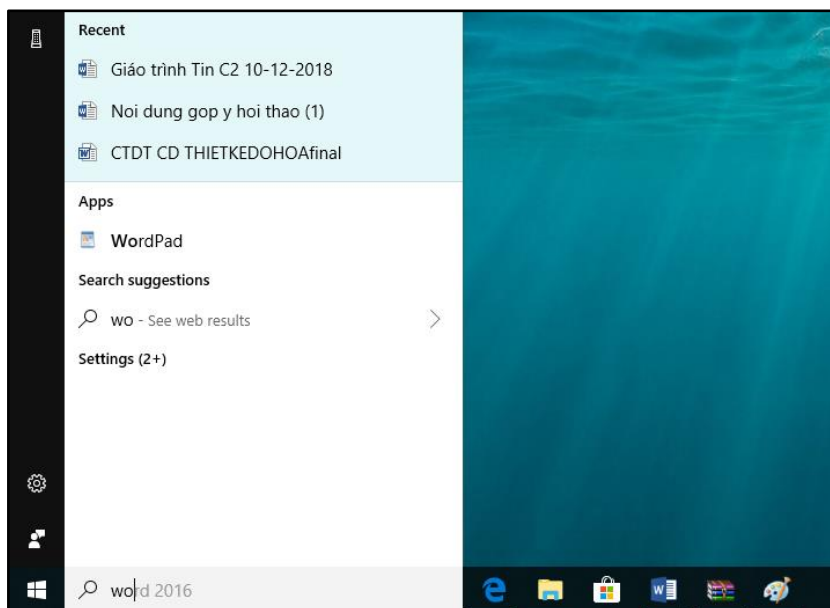 Recent
Giáo trình Tin C2 10-12-2018
Noi dung gop y hoi thao (1)
CTDT CD THIETKEDOHOAfinal
Apps
WordPad
Search suggestions
wo - See web results
Settings (2+)
word 2016